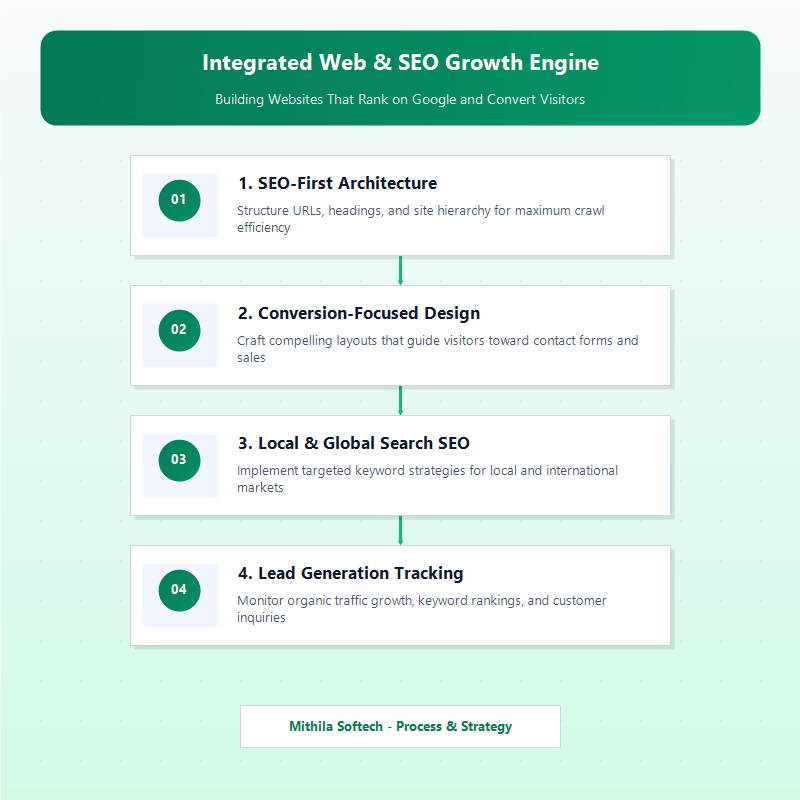 Integrated Web & SEO Growth Engine
Building Websites That Rank on Google and Convert Visitors
01
1. SEO-First Architecture
Structure URLs, headings, and site hierarchy for maximum crawl
efficiency
02
2. Conversion-Focused Design
Craft compelling layouts that guide visitors toward contact forms and
sales
03
3. Local & Global Search SEO
Implement targeted keyword strategies for local and international
markets
04
4. Lead Generation Tracking
Monitor organic traffic growth, keyword rankings, and customer
inquiries
Mithila Softech - Process & Strategy